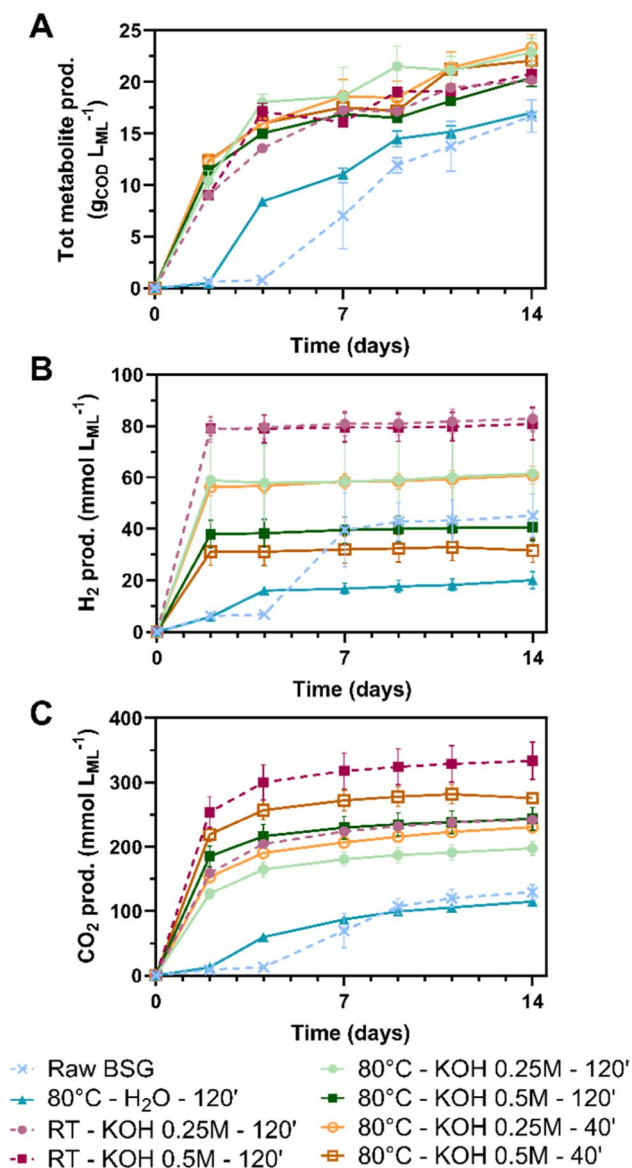 A
Tot metabolite prod.
(gCOD LML⁻¹)
25
20
15
10
5
0
0
7
14
Time (days)
B
H₂ prod. (mmol LML⁻¹)
100
80
60
40
20
0
0
7
14
Time (days)
C
CO₂ prod. (mmol LML⁻¹)
400
300
200
100
0
0
7
14
Time (days)
Raw BSG
80°C - H₂O - 120'
RT - KOH 0.25M - 120'
RT - KOH 0.5M - 120'
80°C - KOH 0.25M - 120'
80°C - KOH 0.5M - 120'
80°C - KOH 0.25M - 40'
80°C - KOH 0.5M - 40'